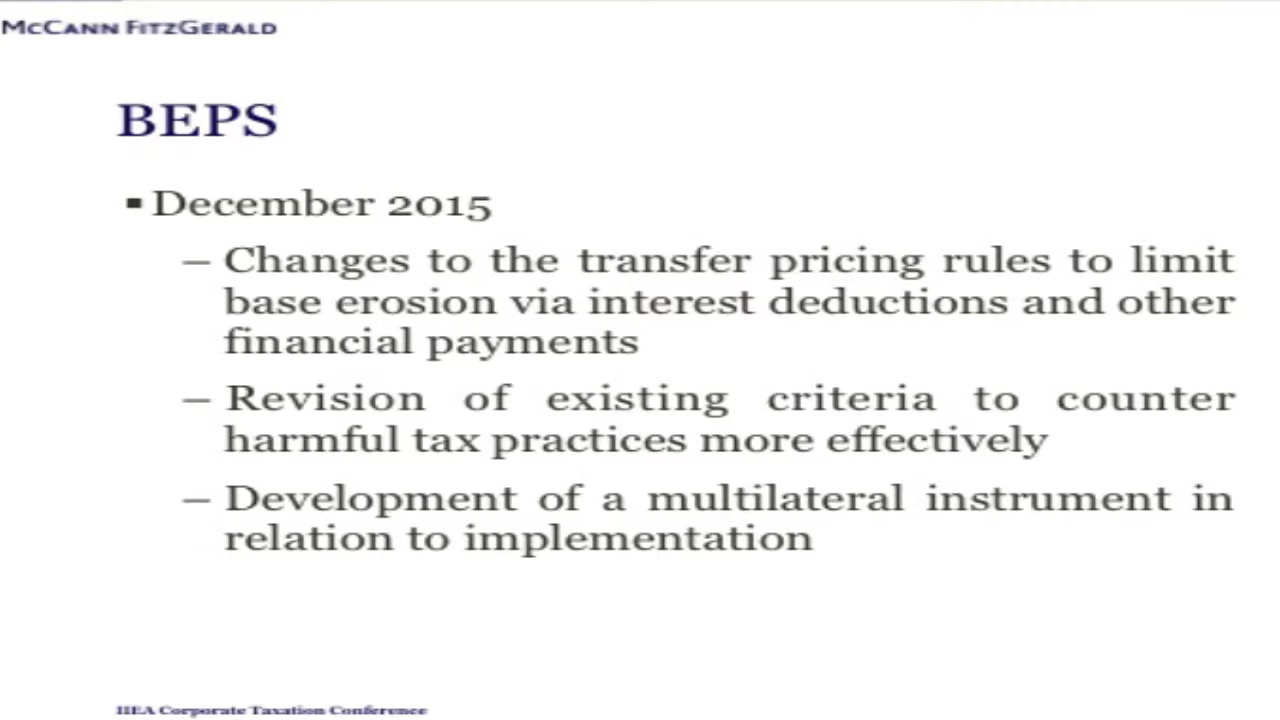 McCann FitzGerald
BEPS
▪ December 2015
– Changes to the transfer pricing rules to limit
base erosion via interest deductions and other
financial payments
– Revision of existing criteria to counter
harmful tax practices more effectively
– Development of a multilateral instrument in
relation to implementation
IIEA Corporate Taxation Conference